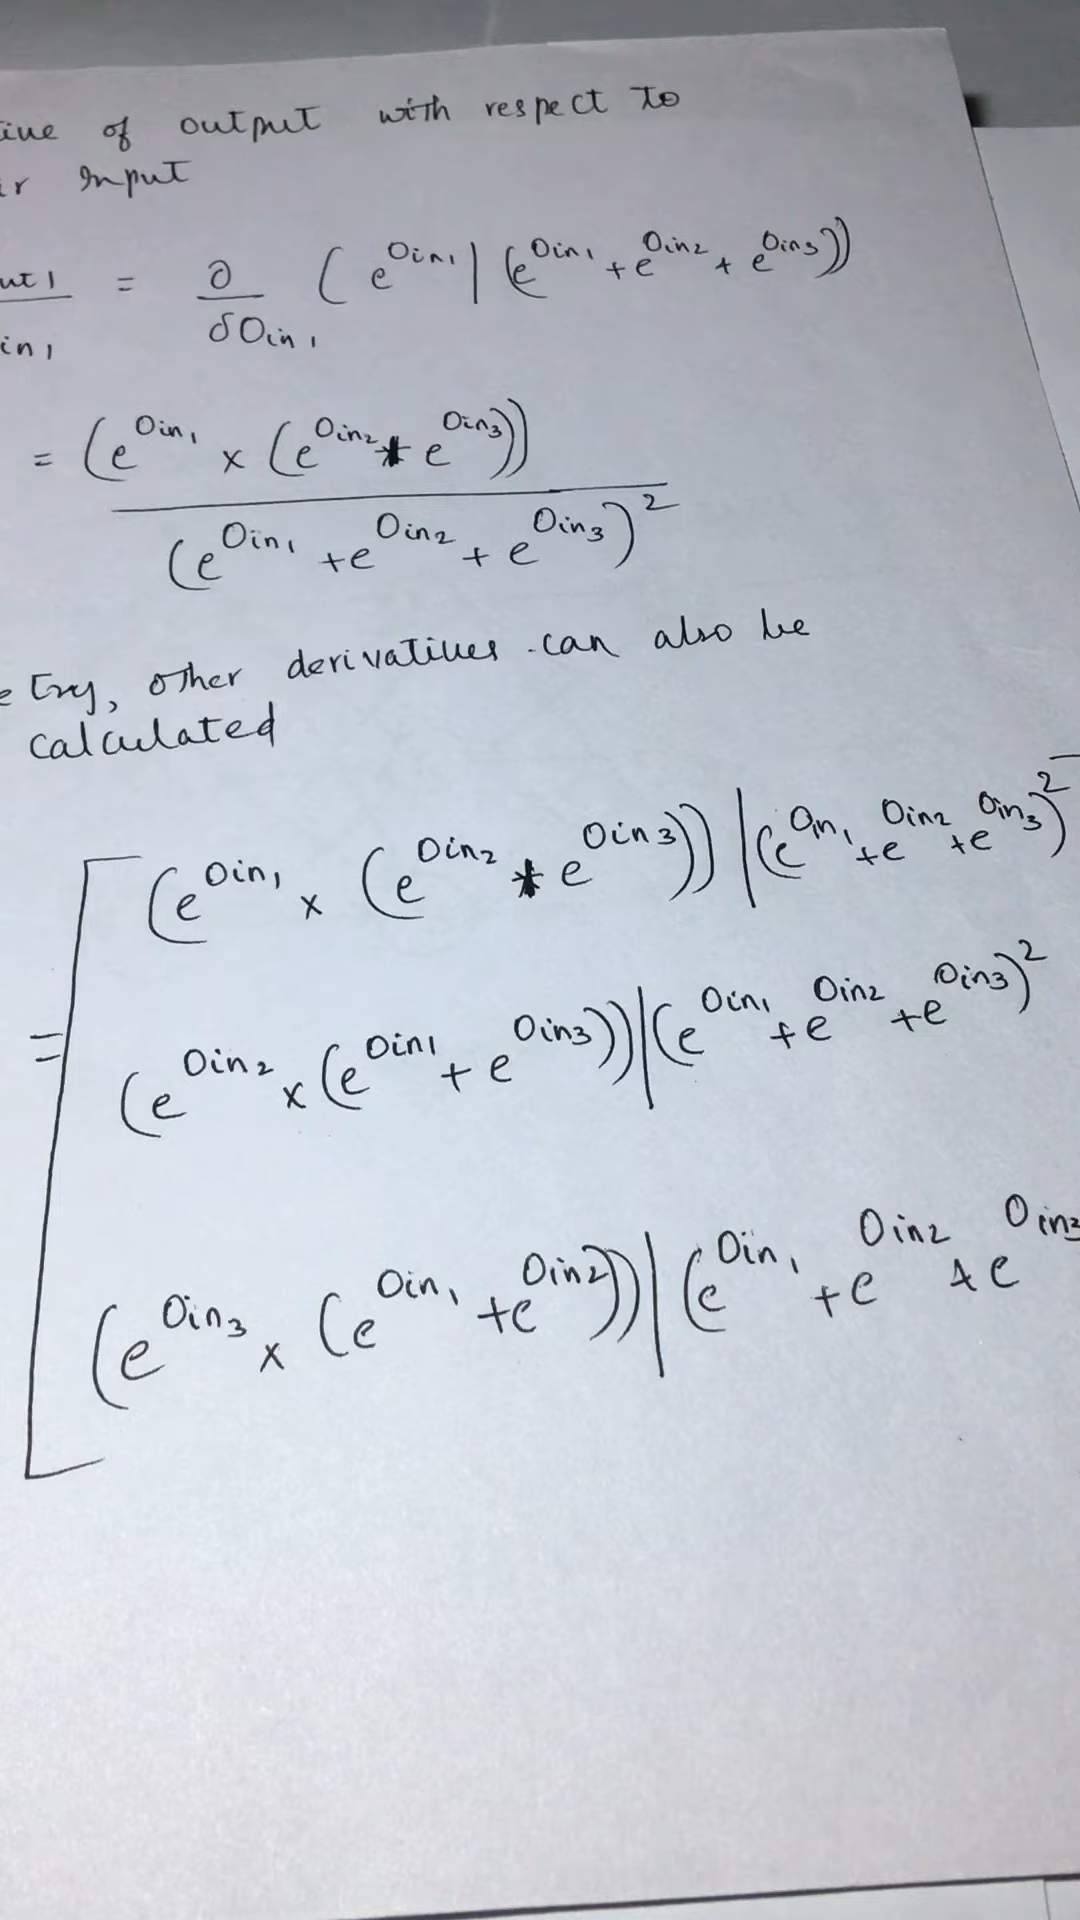 of output with respect to
Input
= ∂ ( e^Oin1 / (e^Oin1 + e^Oin2 + e^Oin3))
δOin1
in1
= (e^Oin1 x (e^Oin2 * e^Oin3))
(e^Oin1 + e^Oin2 + e^Oin3)^2
other derivatives can also be
calculated
(e^Oin1 x (e^Oin2 * e^Oin3)) / (e^Oin1 + e^Oin2 + e^Oin3)^2
= (e^Oin2 x (e^Oin1 + e^Oin3)) / (e^Oin1 + e^Oin2 + e^Oin3)^2
(e^Oin3 x (e^Oin1 + e^Oin2)) / (e^Oin1 + e^Oin2 + e^Oin3